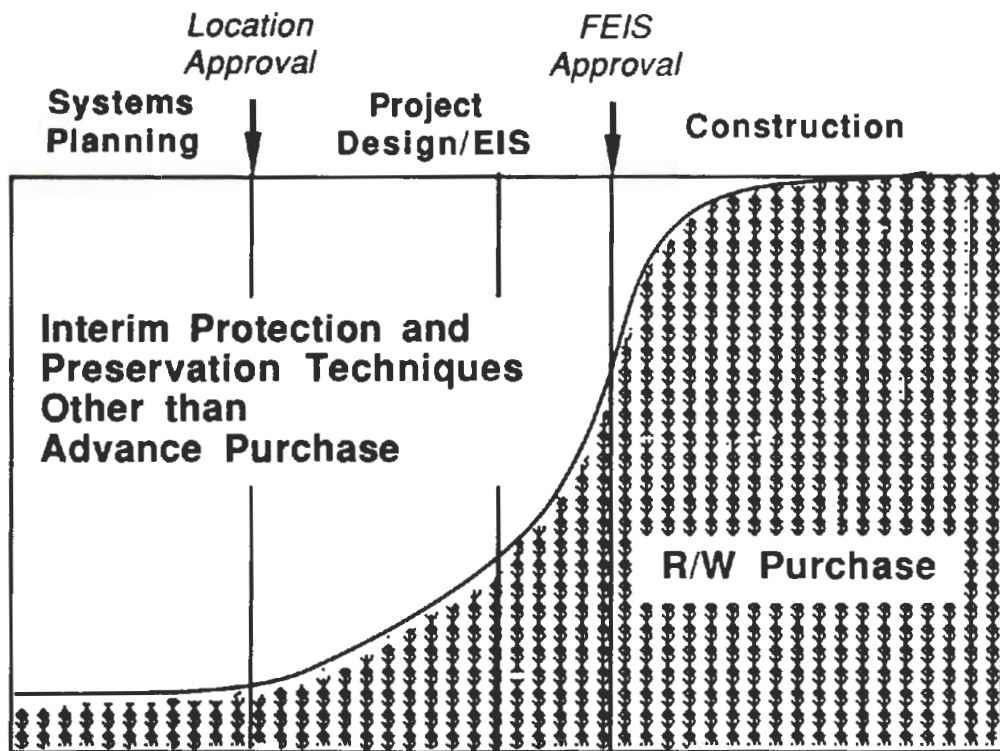 Location
Approval
FEIS
Approval
Systems
Planning
Project
Design/EIS
Construction
Interim Protection and
Preservation Techniques
Other than
Advance Purchase
R/W Purchase